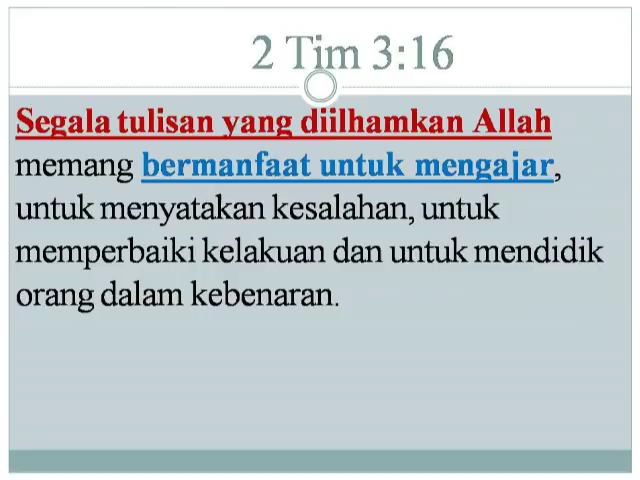 2 Tim 3:16
Segala tulisan yang diilhamkan Allah
memang bermanfaat untuk mengajar,
untuk menyatakan kesalahan, untuk
memperbaiki kelakuan dan untuk mendidik
orang dalam kebenaran.